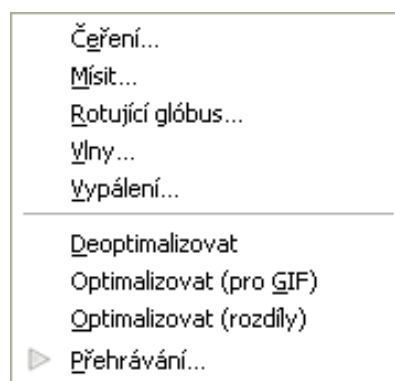 Čeření...
Mísit...
Rotující glóbus...
Vlny...
Vypálení...
Deoptimalizovat
Optimalizovat (pro GIF)
Optimalizovat (rozdíly)
Přehrávání...